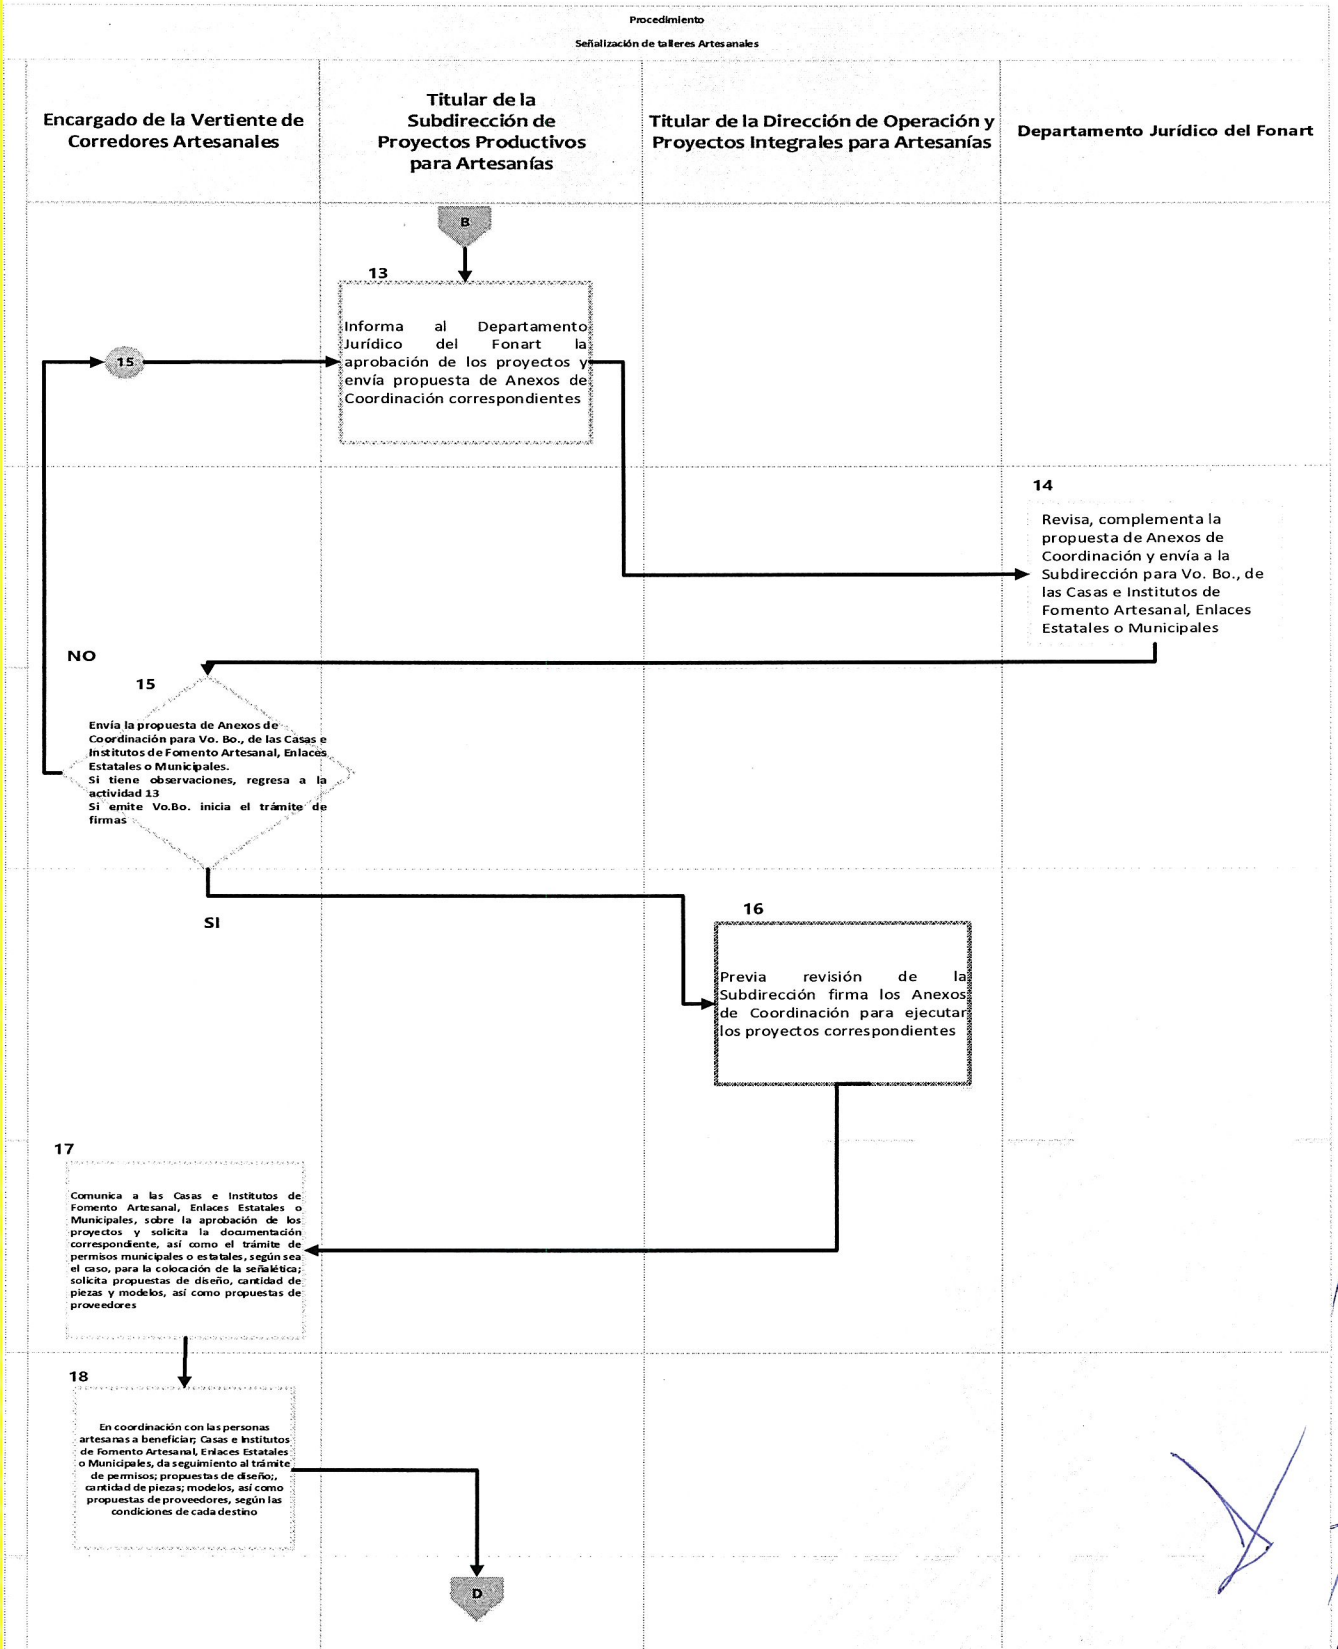 Procedimiento
Señalización de talleres Artesanales
Encargado de la Vertiente de
Corredores Artesanales
Titular de la
Subdirección de
Proyectos Productivos
para Artesanías
Titular de la Dirección de Operación y
Proyectos Integrales para Artesanías
Departamento Jurídico del Fonart
B
13
Informa al Departamento
Jurídico del Fonart la
aprobación de los proyectos y
envía propuesta de Anexos de
Coordinación correspondientes
15
14
Revisa, complementa la
propuesta de Anexos de
Coordinación y envía a la
Subdirección para Vo. Bo., de
las Casas e Institutos de
Fomento Artesanal, Enlaces
Estatales o Municipales
NO
15
Envía la propuesta de Anexos de
Coordinación para Vo. Bo., de las Casas e
Institutos de Fomento Artesanal, Enlaces
Estatales o Municipales.
Si tiene observaciones, regresa a la
actividad 13
Si emite Vo.Bo. inicia el trámite de
firmas
SI
16
Previa revisión de la
Subdirección firma los Anexos
de Coordinación para ejecutar
los proyectos correspondientes
17
Comunica a las Casas e Institutos de
Fomento Artesanal, Enlaces Estatales o
Municipales, sobre la aprobación de los
proyectos y solicita la documentación
correspondiente, así como el trámite de
permisos municipales o estatales, según sea
el caso, para la colocación de la señalética;
solicita propuestas de diseño, cantidad de
piezas y modelos, así como propuestas de
proveedores
18
En coordinación con las personas
artesanas a beneficiar; Casas e Institutos
de Fomento Artesanal, Enlaces Estatales
o Municipales, da seguimiento al trámite
de permisos; propuestas de diseño;,
cantidad de piezas; modelos, así como
propuestas de proveedores, según las
condiciones de cada destino
D